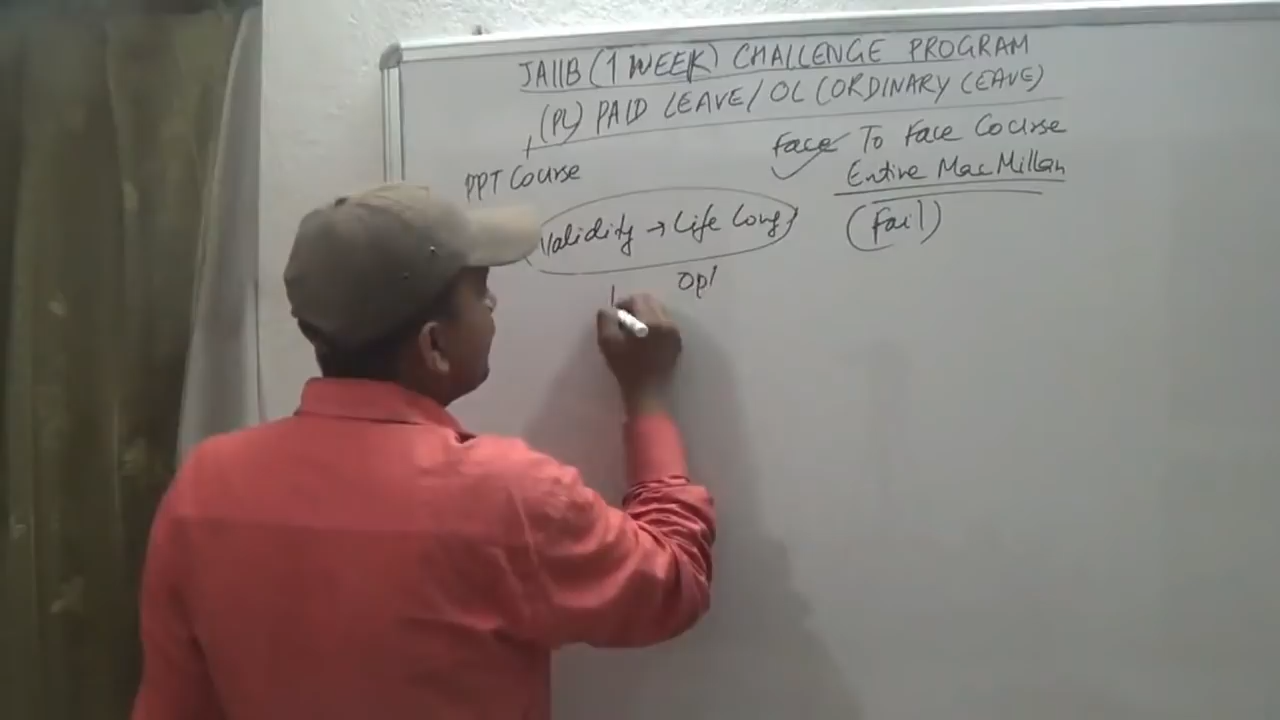 JAIIB (1 WEEK) CHALLENGE PROGRAM
(PL) PAID LEAVE/OL (ORDINARY LEAVE)
PPT Course
Face To Face Course
Entire MacMillan
(Fail)
Validity → Life Long
Opt